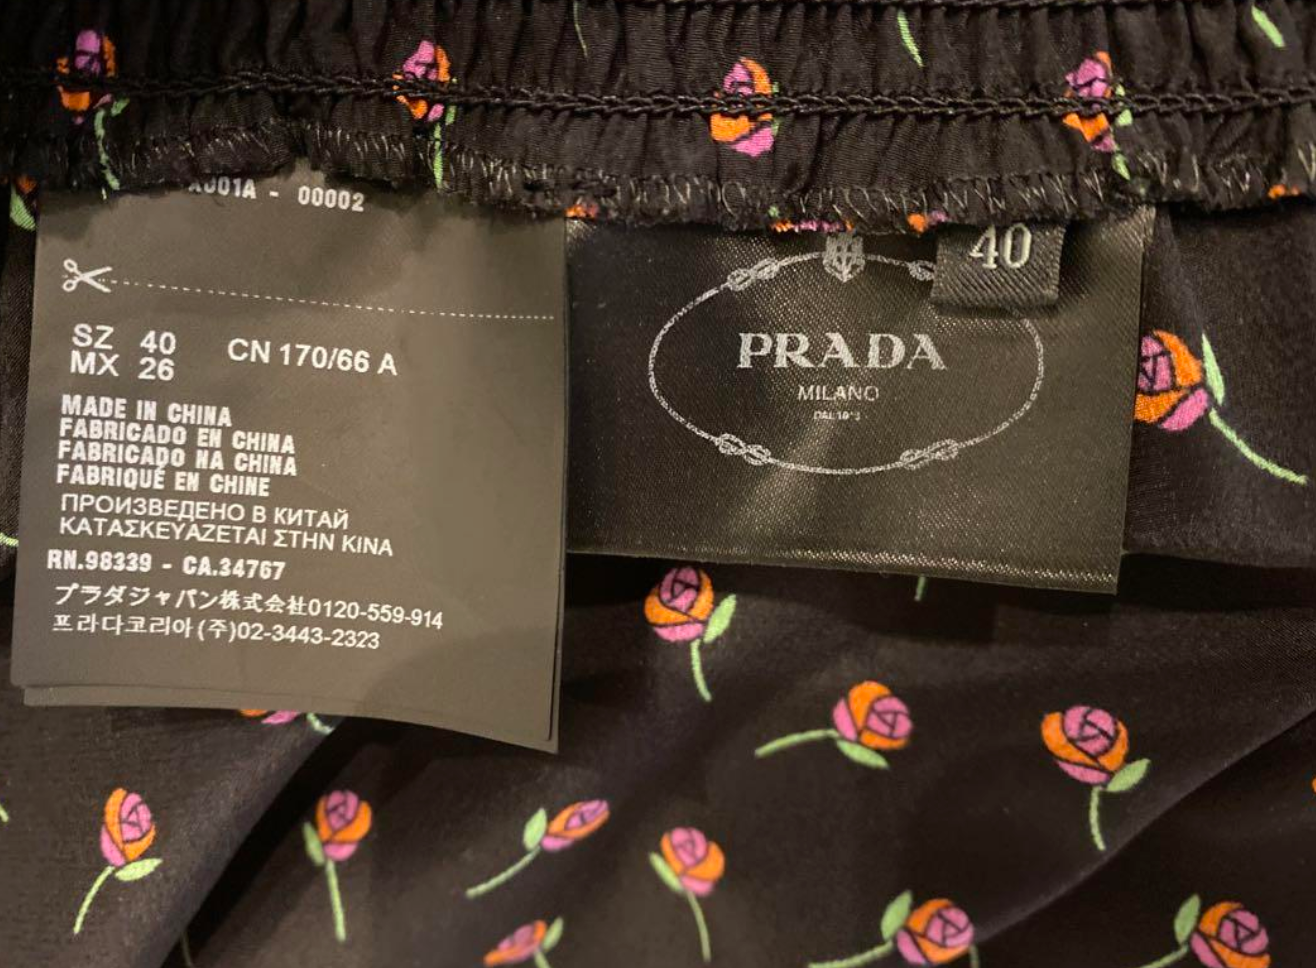 - 00002
SZ 40 CN 170/66 A
MX 26
MADE IN CHINA
FABRICADO EN CHINA
FABRICADO NA CHINA
FABRIQUÉ EN CHINE
ПРОИЗВЕДЕНО В КИТАЙ
ΚΑΤΑΣΚΕΥΑΖΕΤΑΙ ΣΤΗΝ ΚΙΝΑ
RN.98339 - CA.34767
プラダジャパン株式会社0120-559-914
프라다코리아(주)02-3443-2323
40
PRADA
MILANO